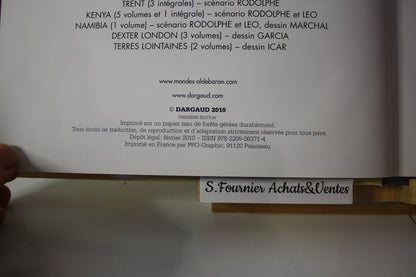 TRENT (3 intégrales) – scénario RODOLPHE
KENYA (5 volumes et 1 intégrale) – scénario RODOLPHE et LEO
NAMIBIA (1 volume) – scénario RODOLPHE et LEO, dessin MARCHAL
DEXTER LONDON (3 volumes) – dessin GARCIA
TERRES LOINTAINES (2 volumes) – dessin ICAR
www.mondes-aldebaran.com
www.dargaud.com
© DARGAUD 2010
PREMIÈRE ÉDITION
Imprimé sur un papier issu de forêts gérées durablement.
Tous droits de traduction, de reproduction et d'adaptation strictement réservés pour tous pays.
Dépôt légal : février 2010 – ISBN 978-2205-06371-4
Imprimé en France par PPO-Graphic, 91120 Palaiseau
S.Fournier Achats&Ventes